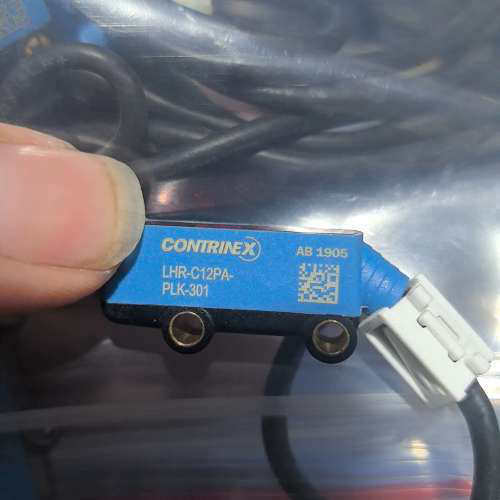 CONTRINEX
AB 1905
LHR-C12PA-
PLK-301